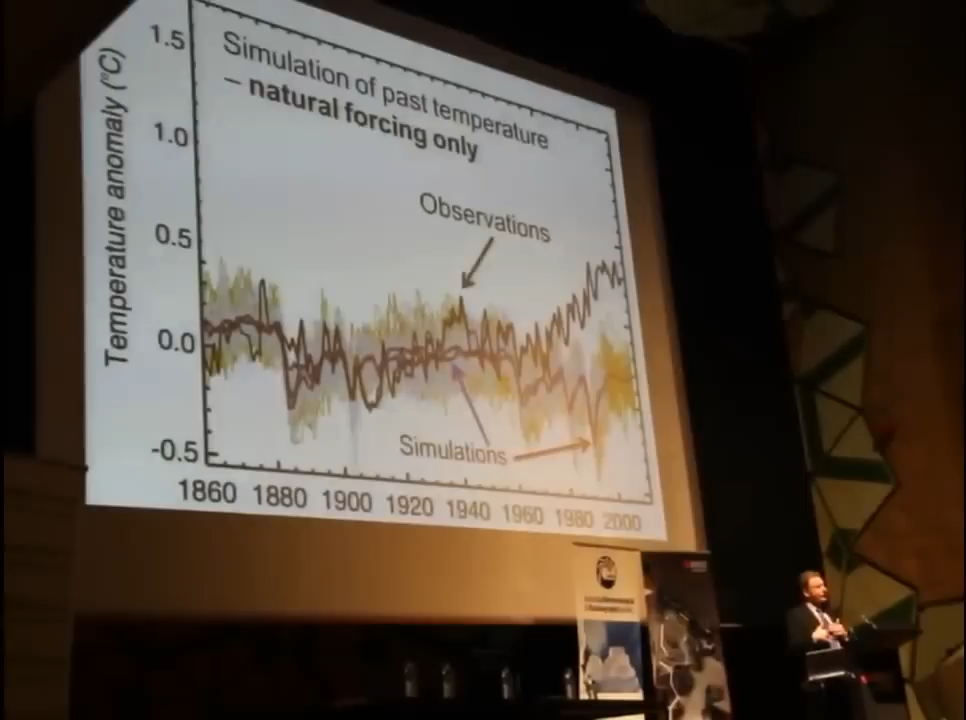 Simulation of past temperature
– natural forcing only
Temperature anomaly (°C)
1.5
1.0
0.5
0.0
-0.5
Observations
Simulations
1860 1880 1900 1920 1940 1960 1980 2000